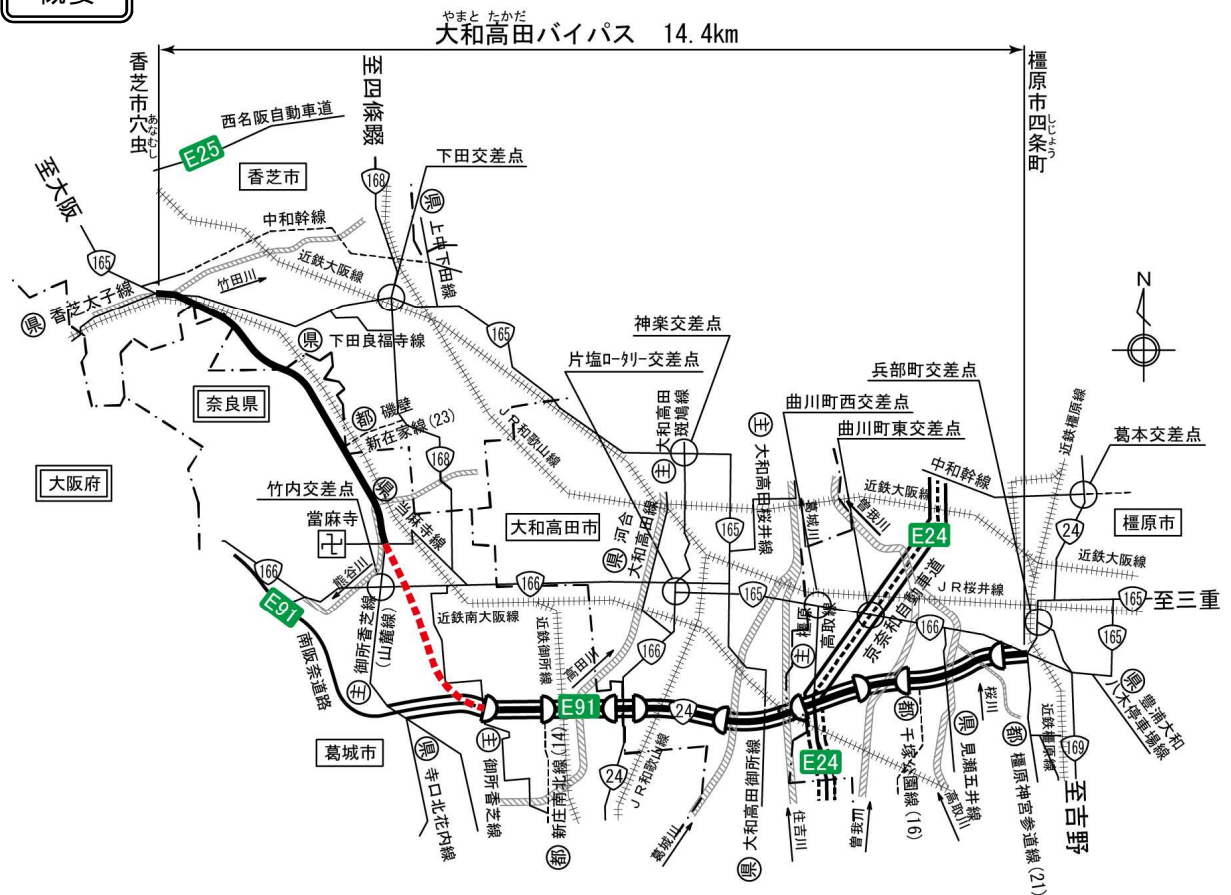 概要
やまと たかだ
大和高田バイパス 14.4km
香芝市穴虫
あなむし
至四條畷
橿原市四条町
しじょう
西名阪自動車道
E25
下田交差点
至大阪
香芝市
168
県 上中下田線
中和幹線
165
近鉄大阪線
竹田川
県 香芝太子線
県 下田良福寺線
165
神楽交差点
片塩ロータリー交差点
兵部町交差点
N
奈良県
都 磯壁
新在家線(23)
JR和歌山線
主 大和高田
斑鳩線
主 大和高田桜井線
曲川町西交差点
曲川町東交差点
近鉄橿原線
葛本交差点
大阪府
168
中和幹線
近鉄大阪線
竹内交差点
県 当麻寺線
當麻寺
大和高田市
県 河合
大和高田線
165
葛城川
曽我川
E24
24
橿原市
近鉄大阪線
166
熊谷川
166
165
京奈和自動車道
JR桜井線
165
至三重
E91
近鉄南大阪線
主 橿原
高取線
166
165
南阪奈道路
主 御所香芝線
(山麓線)
近鉄御所線
高田川
166
E91
24
県 豊浦大和
八木停車場線
葛城市
県 寺口北花内線
主 御所香芝線
都 新庄南北線(14)
24
JR和歌山線
葛城川
県 大和高田御所線
E24
住吉川
曽我川
都 千塚公園線(16)
県 見瀬五井線
高取川
桜川
都 橿原神宮参道線(21)
近鉄橿原線
169
至吉野